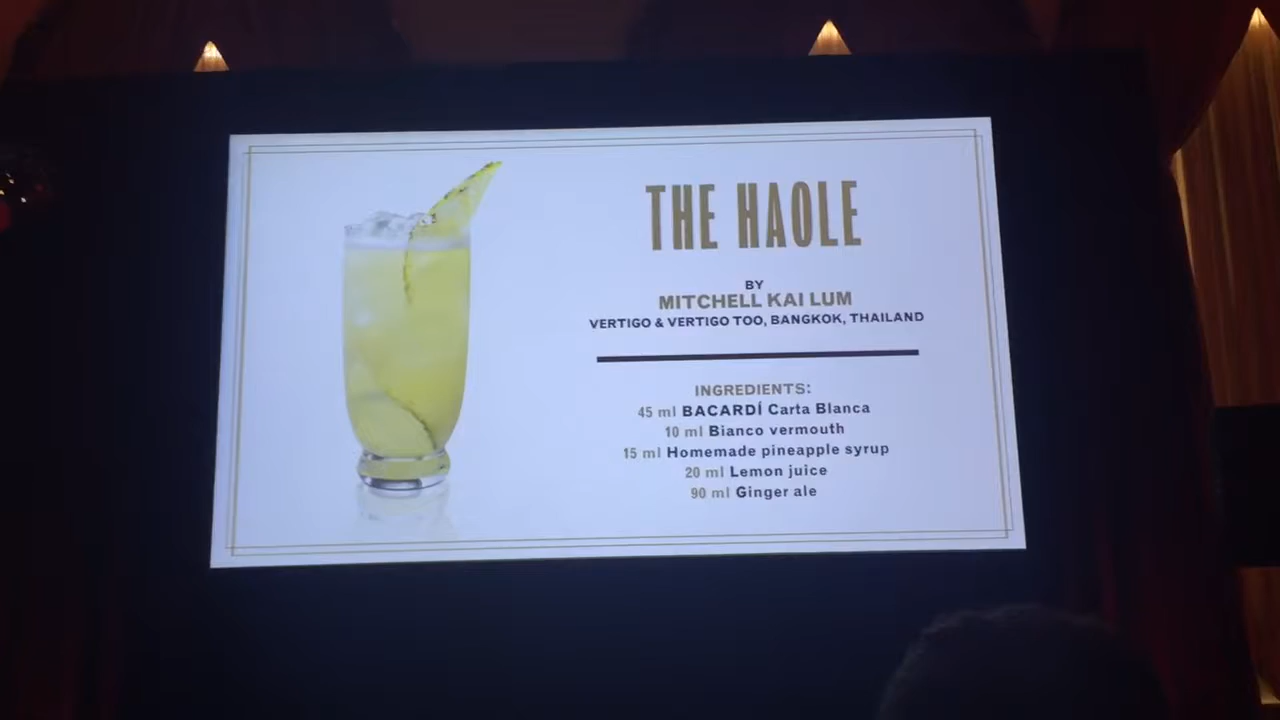 THE HAOLE
BY
MITCHELL KAI LUM
VERTIGO & VERTIGO TOO, BANGKOK, THAILAND
INGREDIENTS:
45 ml BACARDÍ Carta Blanca
10 ml Bianco vermouth
15 ml Homemade pineapple syrup
20 ml Lemon juice
90 ml Ginger ale